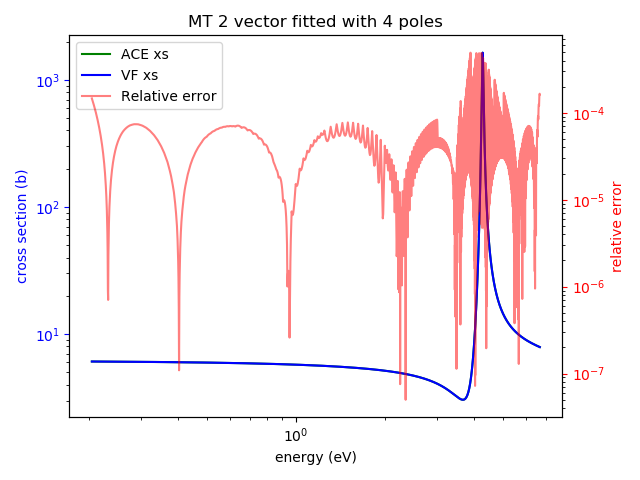 MT 2 vector fitted with 4 poles
ACE xs
VF xs
Relative error
cross section (b)
10³
10²
10¹
10⁰
energy (eV)
10⁻⁴
10⁻⁵
10⁻⁶
10⁻⁷
relative error